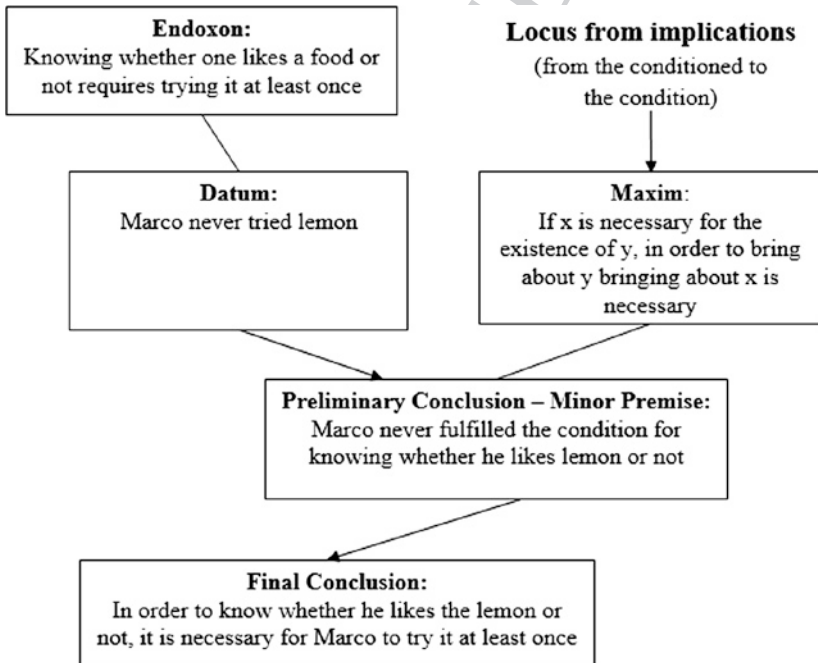 Endoxon:
Knowing whether one likes a food or
not requires trying it at least once
Locus from implications
(from the conditioned to
the condition)
Datum:
Marco never tried lemon
Maxim:
If x is necessary for the
existence of y, in order to bring
about y bringing about x is
necessary
Preliminary Conclusion – Minor Premise:
Marco never fulfilled the condition for
knowing whether he likes lemon or not
Final Conclusion:
In order to know whether he likes the lemon or
not, it is necessary for Marco to try it at least once